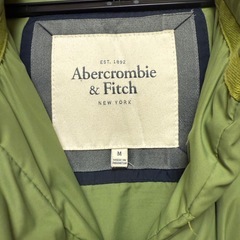 EST. 1892
Abercrombie
& Fitch
NEW YORK
M